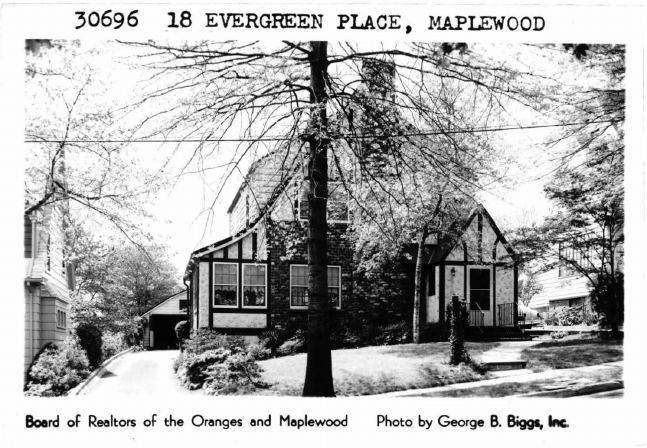 30696 18 EVERGREEN PLACE, MAPLEWOOD
Board of Realtors of the Oranges and Maplewood Photo by George B. Biggs, Inc.